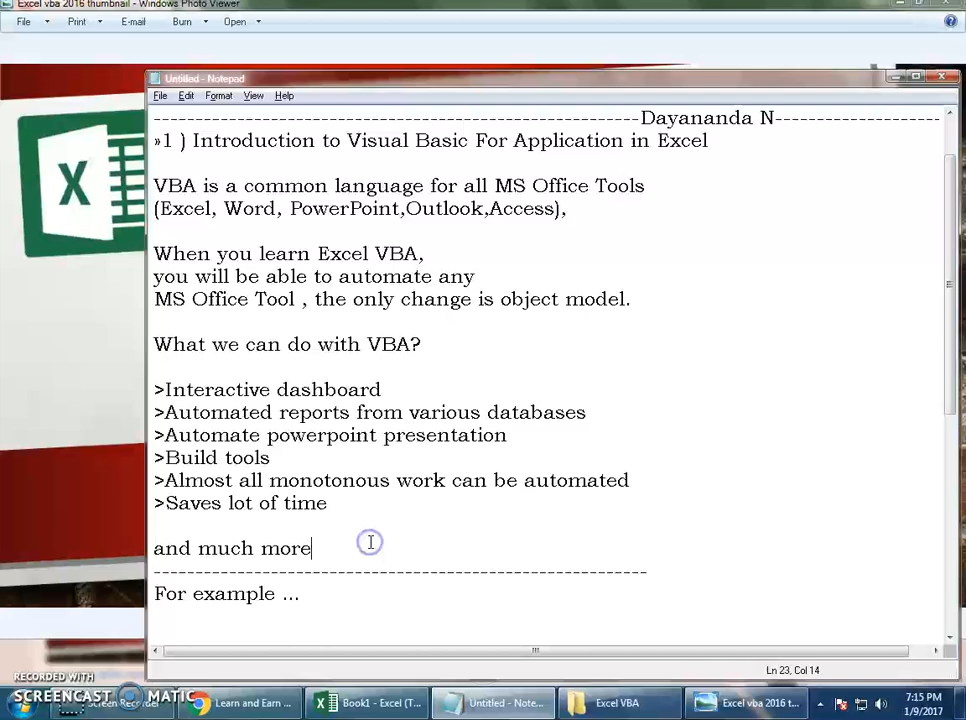 Excel vba 2016 thumbnail - Windows Photo Viewer
File Print E-mail Burn Open
Untitled - Notepad
File Edit Format View Help
--------------------------------------------------------Dayananda N-------------------
»1 ) Introduction to Visual Basic For Application in Excel
VBA is a common language for all MS Office Tools
(Excel, Word, PowerPoint,Outlook,Access),
When you learn Excel VBA,
you will be able to automate any
MS Office Tool , the only change is object model.
What we can do with VBA?
>Interactive dashboard
>Automated reports from various databases
>Automate powerpoint presentation
>Build tools
>Almost all monotonous work can be automated
>Saves lot of time
and much more
------------------------------------------------------------
For example ...
Ln 23, Col 14
RECORDED WITH
SCREENCAST MATIC
Screen Recorder
Learn and Earn ...
Book1 - Excel (T...
Untitled - Note...
Excel VBA
Excel vba 2016 t...
7:15 PM
1/9/2017